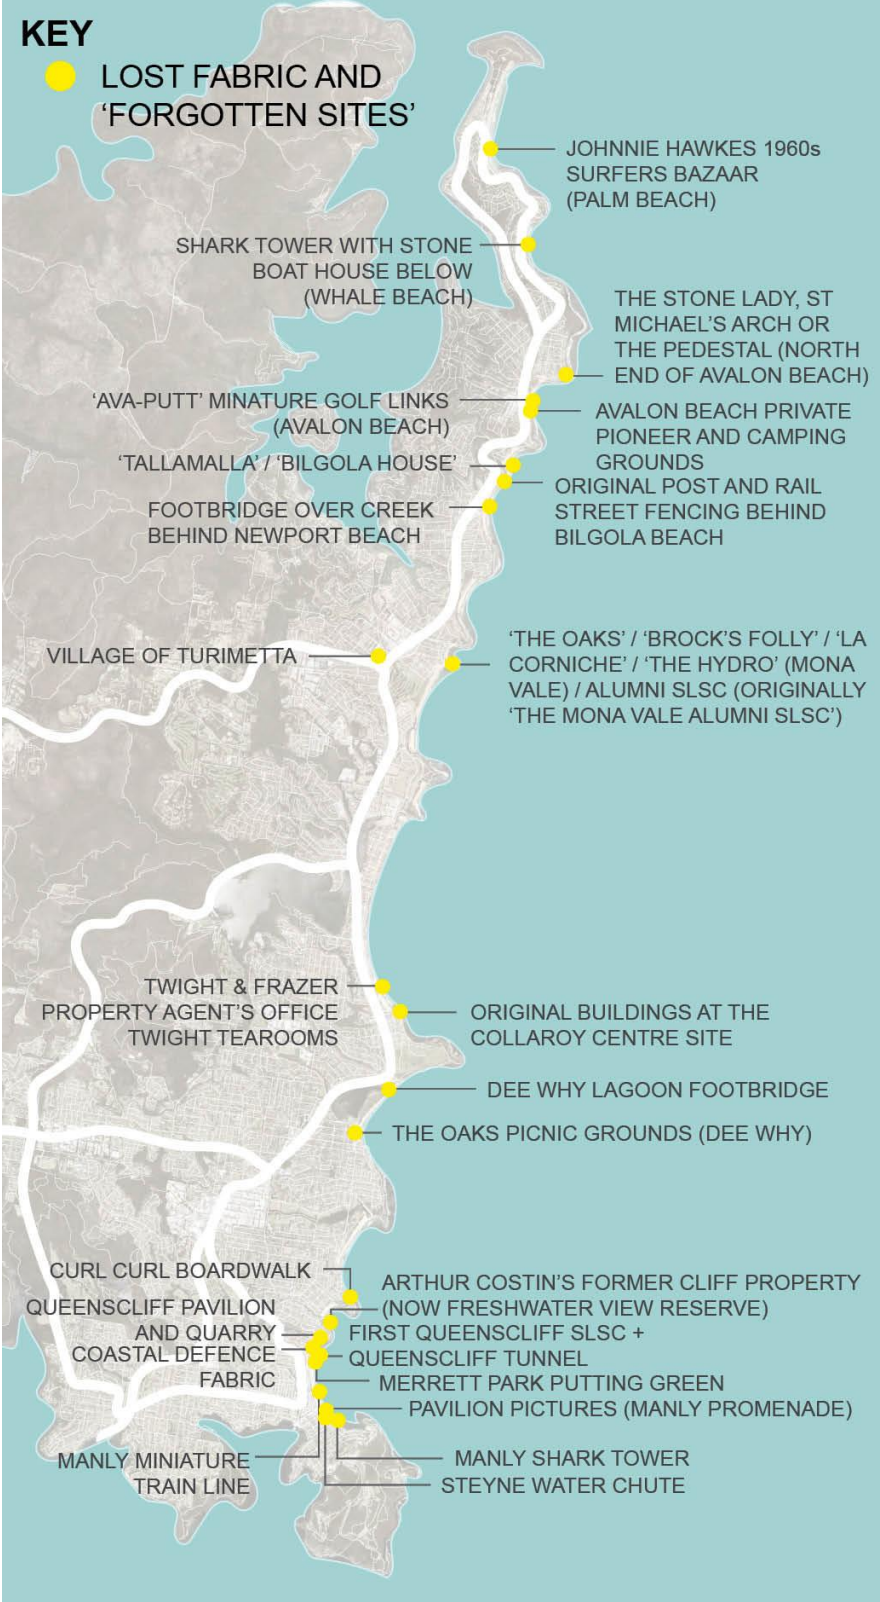 KEY
LOST FABRIC AND
‘FORGOTTEN SITES’
JOHNNIE HAWKES 1960s
SURFERS BAZAAR
(PALM BEACH)
SHARK TOWER WITH STONE
BOAT HOUSE BELOW
(WHALE BEACH)
THE STONE LADY, ST
MICHAEL’S ARCH OR
THE PEDESTAL (NORTH
END OF AVALON BEACH)
‘AVA-PUTT’ MINATURE GOLF LINKS
(AVALON BEACH)
AVALON BEACH PRIVATE
PIONEER AND CAMPING
GROUNDS
‘TALLAMALLA’ / ‘BILGOLA HOUSE’
ORIGINAL POST AND RAIL
STREET FENCING BEHIND
BILGOLA BEACH
FOOTBRIDGE OVER CREEK
BEHIND NEWPORT BEACH
VILLAGE OF TURIMETTA
‘THE OAKS’ / ‘BROCK’S FOLLY’ / ‘LA
CORNICHE’ / ‘THE HYDRO’ (MONA
VALE) / ALUMNI SLSC (ORIGINALLY
‘THE MONA VALE ALUMNI SLSC’)
TWIGHT & FRAZER
PROPERTY AGENT’S OFFICE
TWIGHT TEAROOMS
ORIGINAL BUILDINGS AT THE
COLLAROY CENTRE SITE
DEE WHY LAGOON FOOTBRIDGE
THE OAKS PICNIC GROUNDS (DEE WHY)
CURL CURL BOARDWALK
ARTHUR COSTIN’S FORMER CLIFF PROPERTY
(NOW FRESHWATER VIEW RESERVE)
QUEENSCLIFF PAVILION
AND QUARRY
FIRST QUEENSCLIFF SLSC +
QUEENSCLIFF TUNNEL
COASTAL DEFENCE
FABRIC
MERRETT PARK PUTTING GREEN
PAVILION PICTURES (MANLY PROMENADE)
MANLY MINIATURE
TRAIN LINE
MANLY SHARK TOWER
STEYNE WATER CHUTE